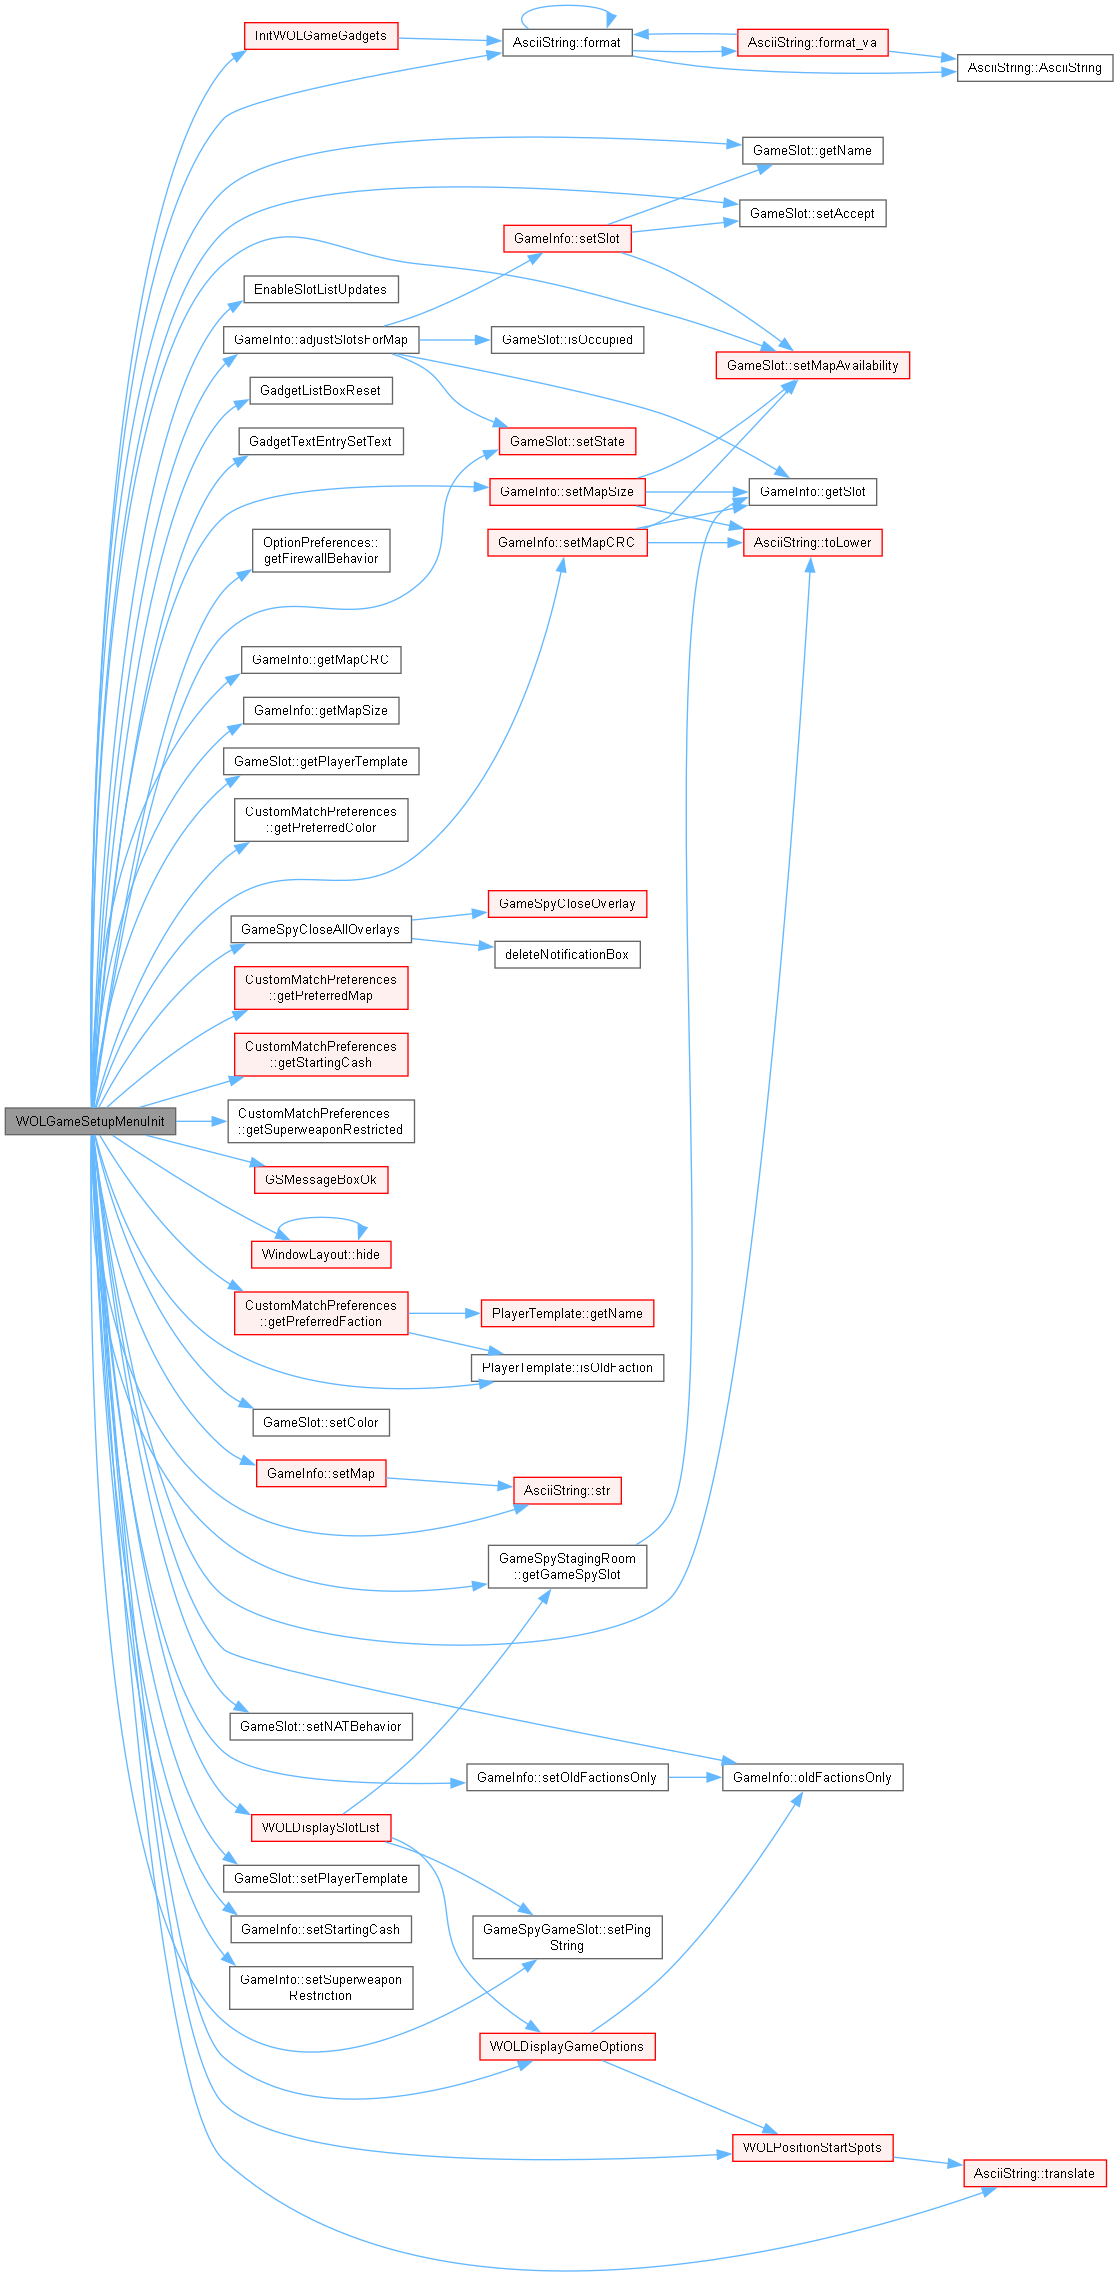 InitWOLGameGadgets
AsciiString::format
AsciiString::format_va
AsciiString::AsciiString
GameSlot::getName
GameSlot::setAccept
GameInfo::setSlot
EnableSlotListUpdates
GameInfo::adjustSlotsForMap
GameSlot::isOccupied
GameSlot::setMapAvailability
GadgetListBoxReset
GadgetTextEntrySetText
GameSlot::setState
GameInfo::setMapSize
GameInfo::getSlot
OptionPreferences::
getFirewallBehavior
GameInfo::setMapCRC
AsciiString::toLower
GameInfo::getMapCRC
GameInfo::getMapSize
GameSlot::getPlayerTemplate
CustomMatchPreferences
::getPreferredColor
GameSpyCloseOverlay
GameSpyCloseAllOverlays
deleteNotificationBox
CustomMatchPreferences
::getPreferredMap
CustomMatchPreferences
::getStartingCash
WOLGameSetupMenuInit
CustomMatchPreferences
::getSuperweaponRestricted
GSMessageBoxOk
WindowLayout::hide
CustomMatchPreferences
::getPreferredFaction
PlayerTemplate::getName
PlayerTemplate::isOldFaction
GameSlot::setColor
GameInfo::setMap
AsciiString::str
GameSpyStagingRoom
::getGameSpySlot
GameSlot::setNATBehavior
GameInfo::setOldFactionsOnly
GameInfo::oldFactionsOnly
WOLDisplaySlotList
GameSlot::setPlayerTemplate
GameInfo::setStartingCash
GameSpyGameSlot::setPing
String
GameInfo::setSuperweapon
Restriction
WOLDisplayGameOptions
WOLPositionStartSpots
AsciiString::translate